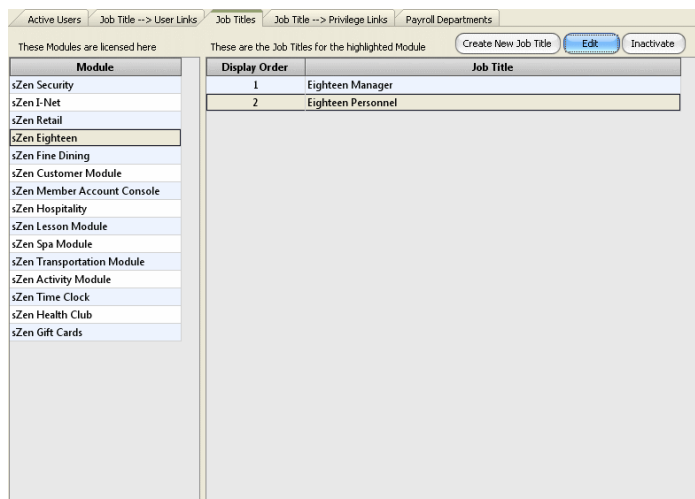 Active Users Job Title --> User Links Job Titles Job Title --> Privilege Links Payroll Departments
These Modules are licensed here These are the Job Titles for the highlighted Module Create New Job Title Edit Inactivate
Module Display Order Job Title
sZen Security 1 Eighteen Manager
sZen I-Net 2 Eighteen Personnel
sZen Retail
sZen Eighteen
sZen Fine Dining
sZen Customer Module
sZen Member Account Console
sZen Hospitality
sZen Lesson Module
sZen Spa Module
sZen Transportation Module
sZen Activity Module
sZen Time Clock
sZen Health Club
sZen Gift Cards